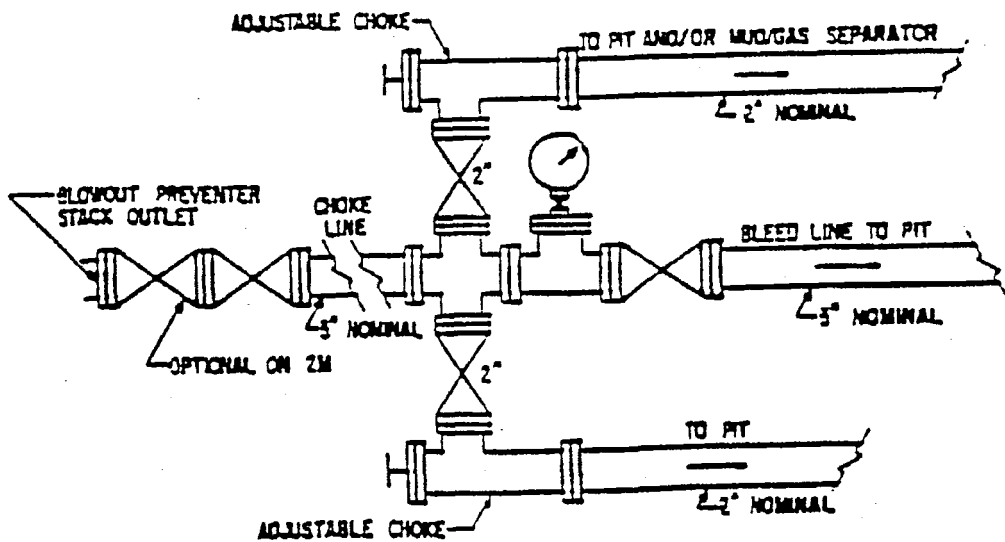 ADJUSTABLE CHOKE
TO PIT AND/OR MUD/GAS SEPARATOR
2" NOMINAL
2"
BLOWOUT PREVENTER
STACK OUTLET
CHOKE
LINE
BLEED LINE TO PIT
3" NOMINAL
3" NOMINAL
OPTIONAL ON 2M
2"
TO PIT
2" NOMINAL
ADJUSTABLE CHOKE